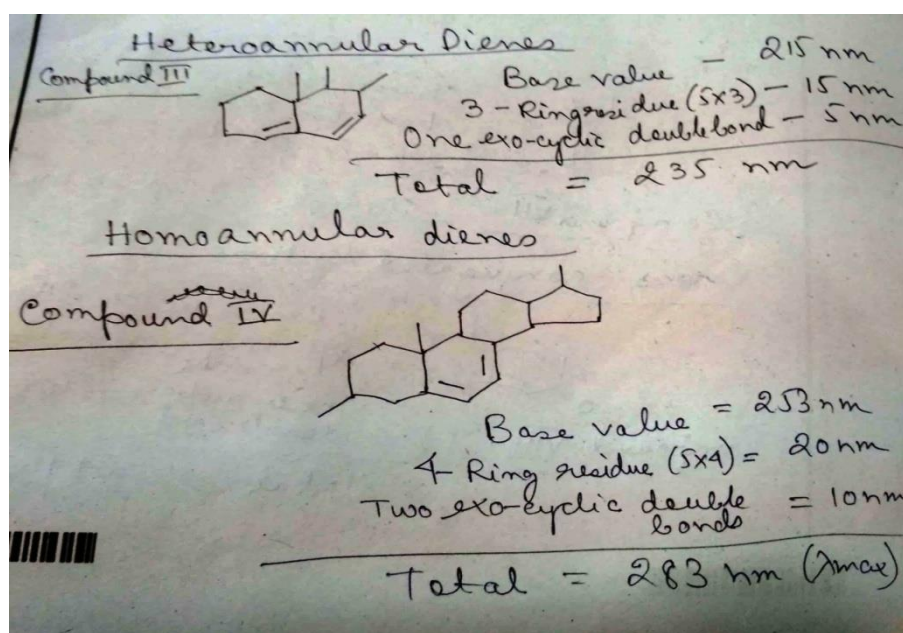 Heteroannular Dienes
Compound III
Base value - 215 nm
3 - Ring residue (5x3) - 15 nm
One exo-cyclic double bond - 5 nm
Total = 235 nm
Homoannular dienes
Compound IV
Base value = 253 nm
4 Ring residue (5x4) = 20 nm
Two exo-cyclic double bonds = 10 nm
Total = 283 nm (λmax)